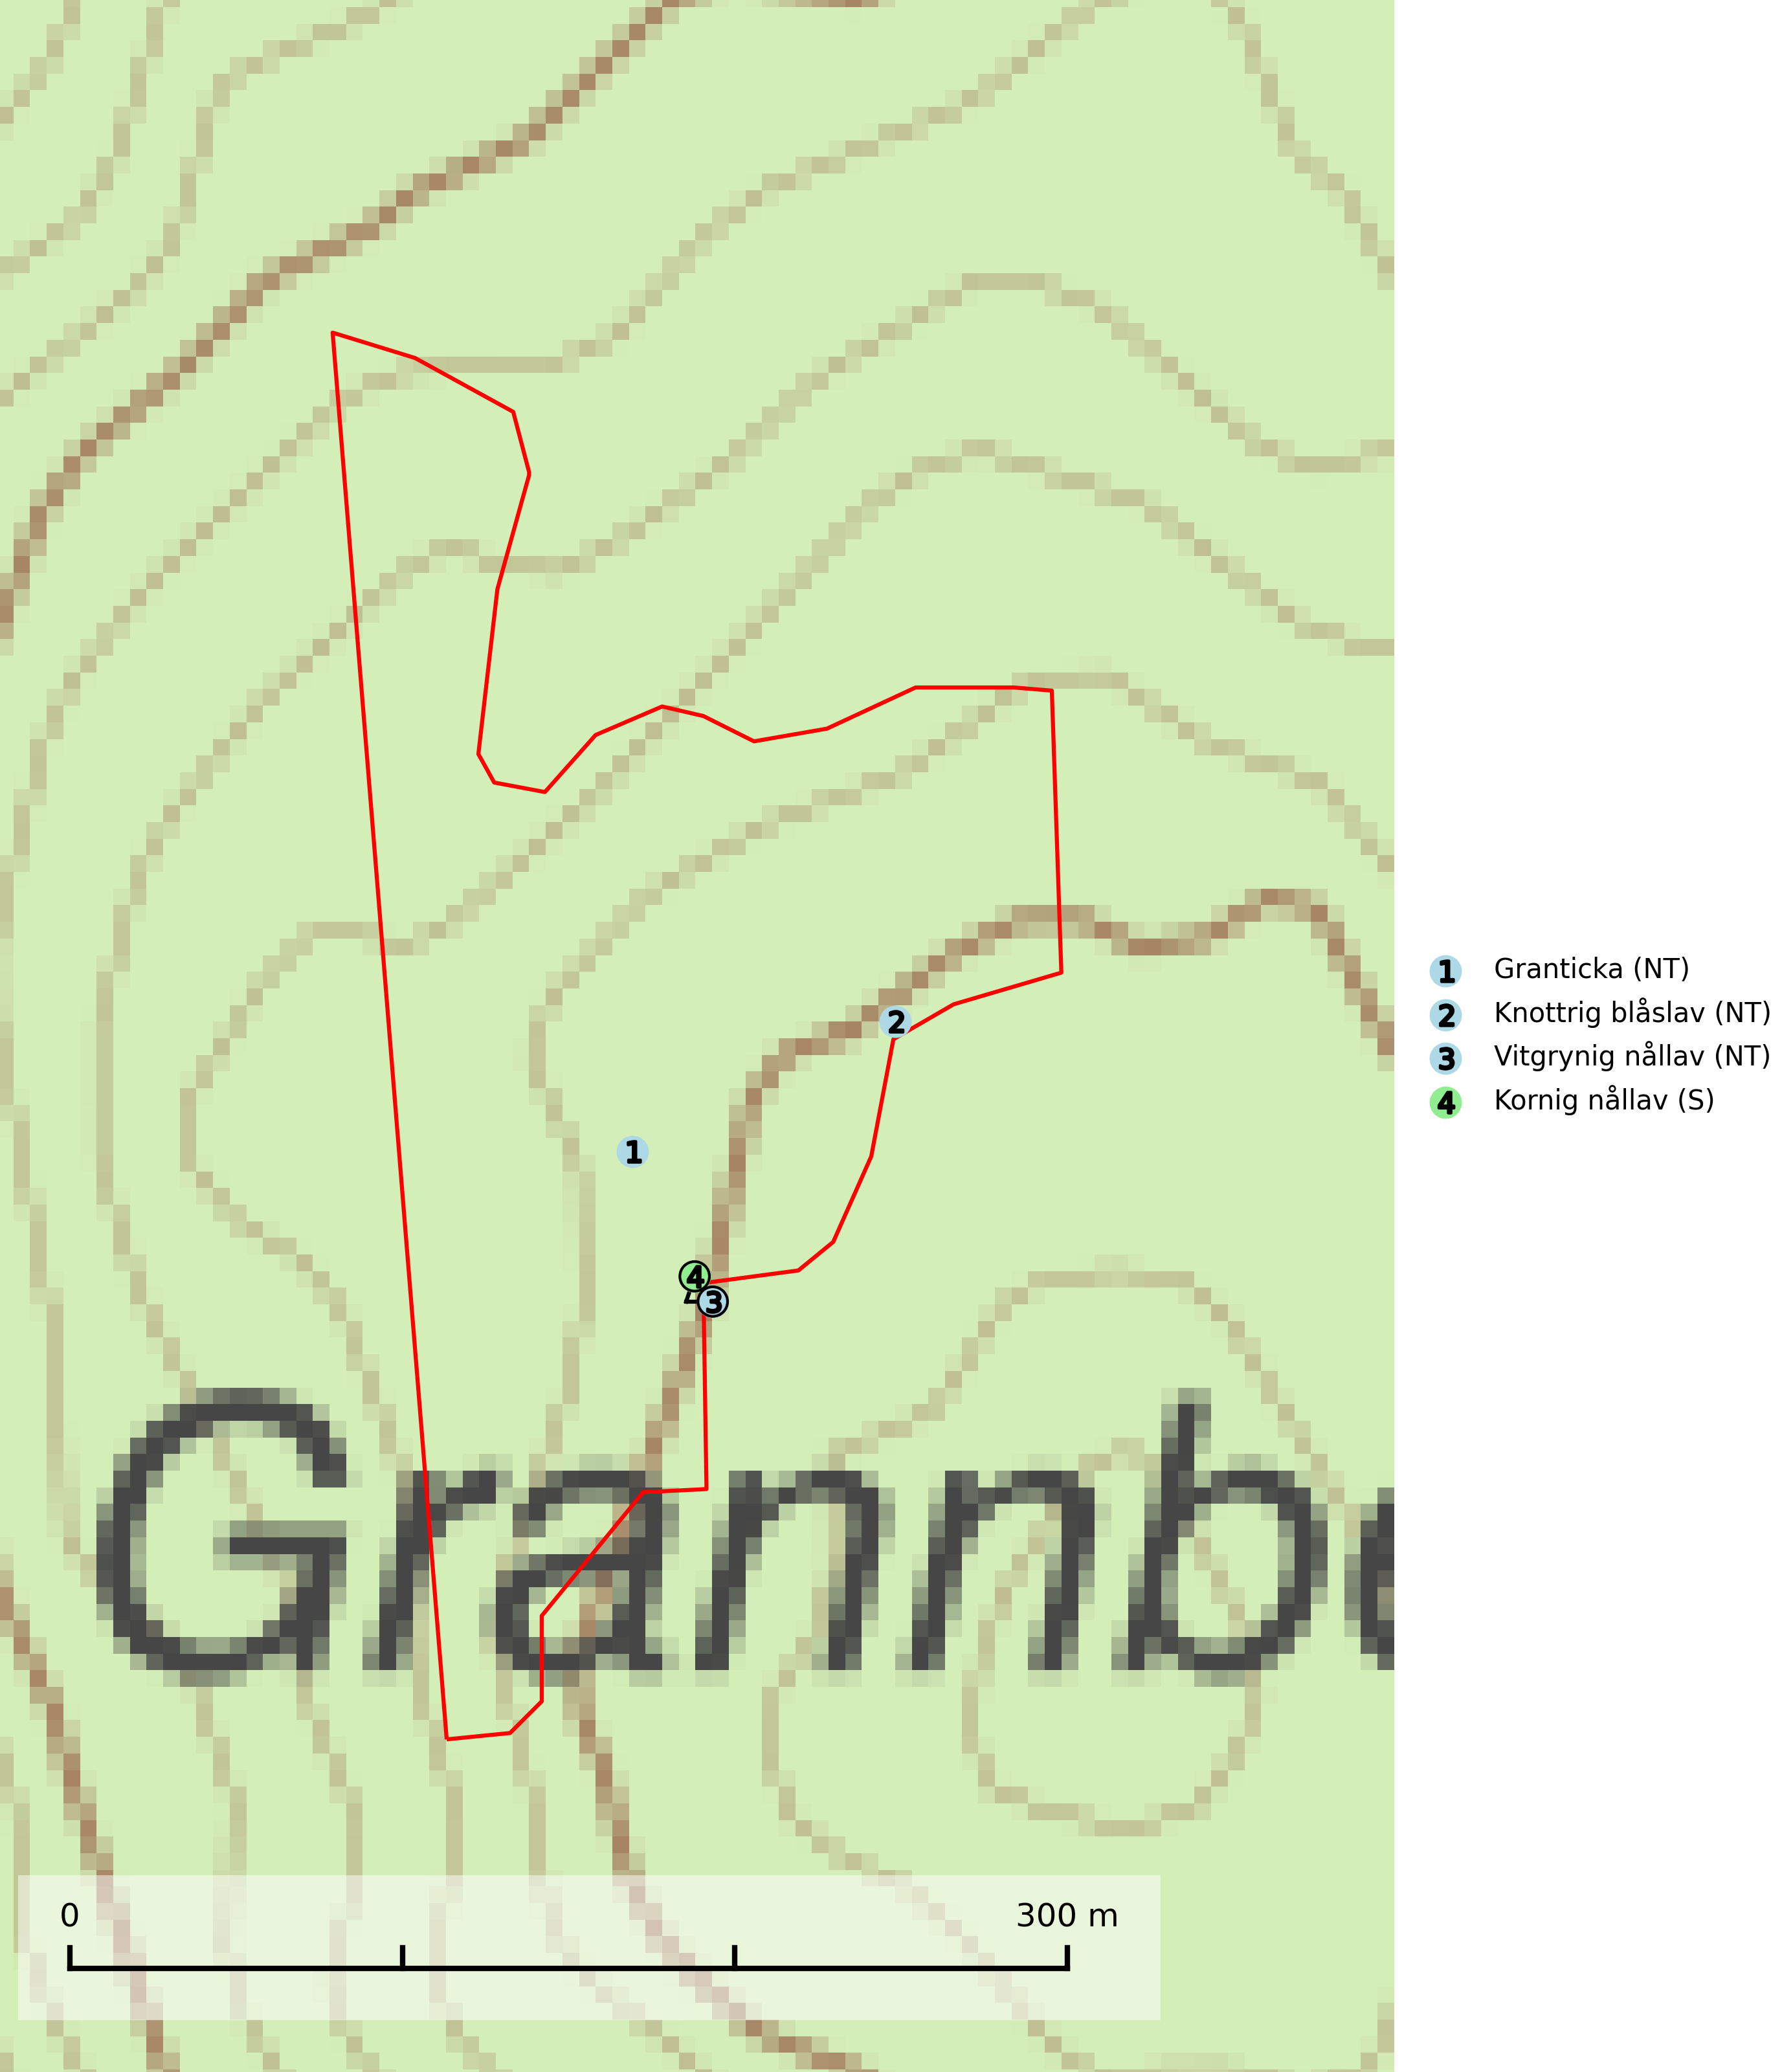 2
1
4
3
Grannb
0 300 m
1 Granticka (NT)
2 Knottrig blåslav (NT)
3 Vitgrynig nållav (NT)
4 Kornig nållav (S)